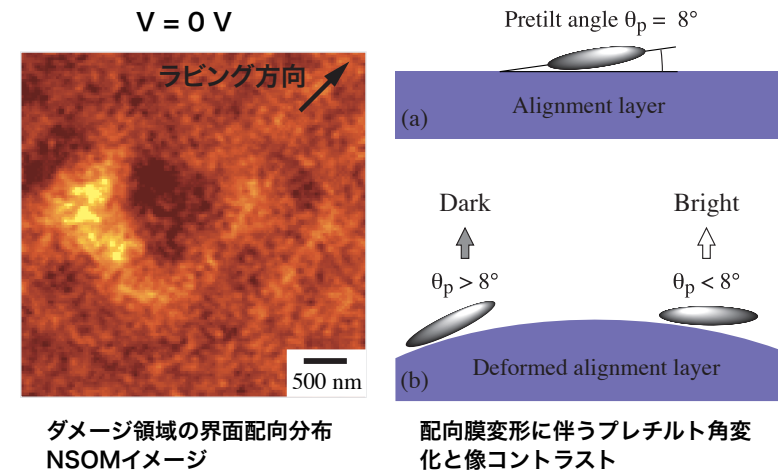 V = 0 V
ラビング方向
500 nm
ダメージ領域の界面配向分布
NSOMイメージ
Pretilt angle θp = 8°
Alignment layer
(a)
Dark
Bright
θp > 8°
θp < 8°
Deformed alignment layer
(b)
配向膜変形に伴うプレチルト角変
化と像コントラスト